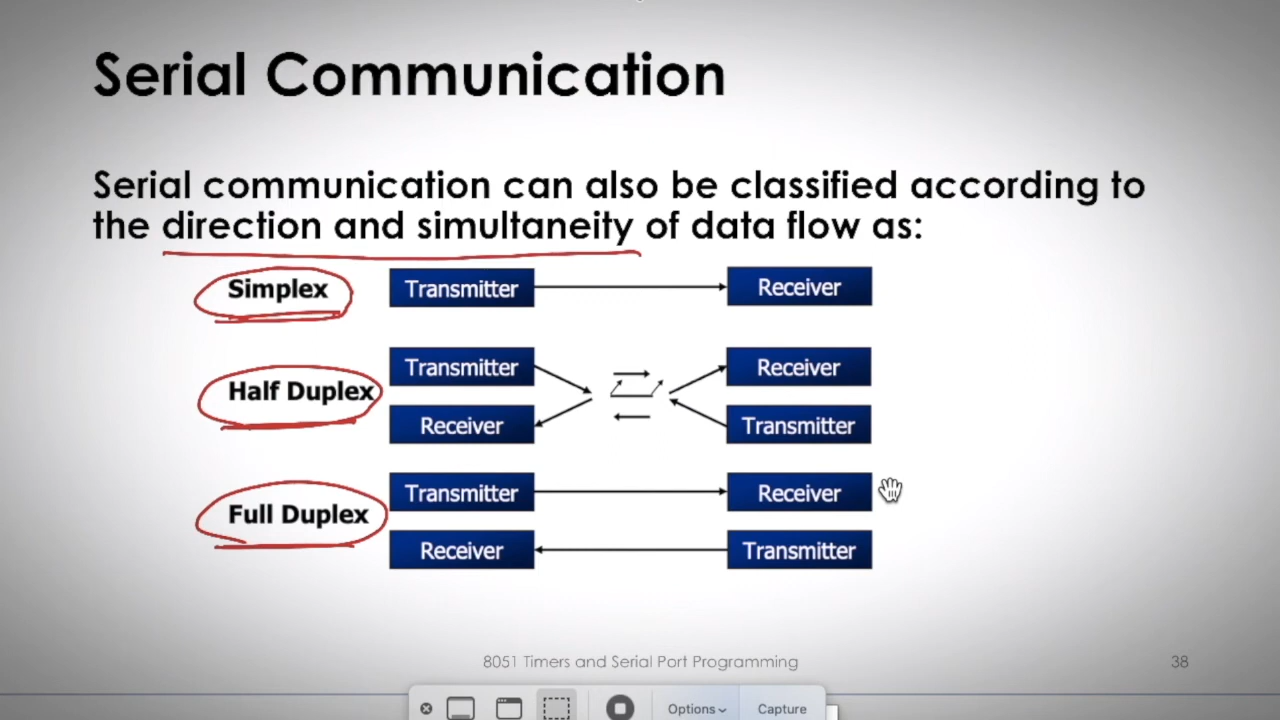 Serial Communication
Serial communication can also be classified according to
the direction and simultaneity of data flow as:
Simplex
Transmitter
Receiver
Half Duplex
Transmitter
Receiver
Receiver
Transmitter
Full Duplex
Transmitter
Receiver
Receiver
Transmitter
8051 Timers and Serial Port Programming
38
Options
Capture